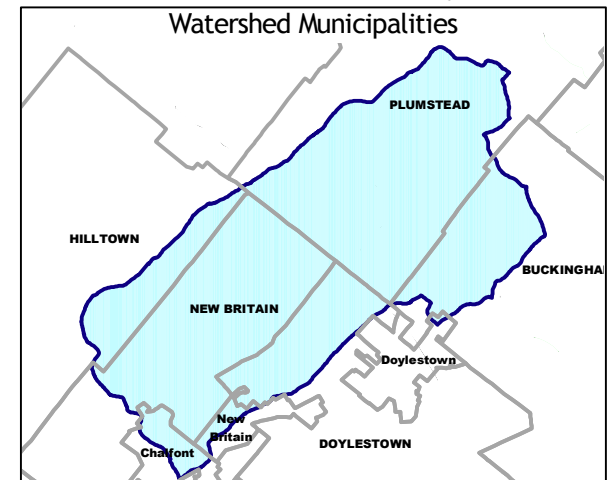 Watershed Municipalities
PLUMSTEAD
HILLTOWN
BUCKINGHA
NEW BRITAIN
Doylestown
New
Britain
DOYLESTOWN
Chalfont